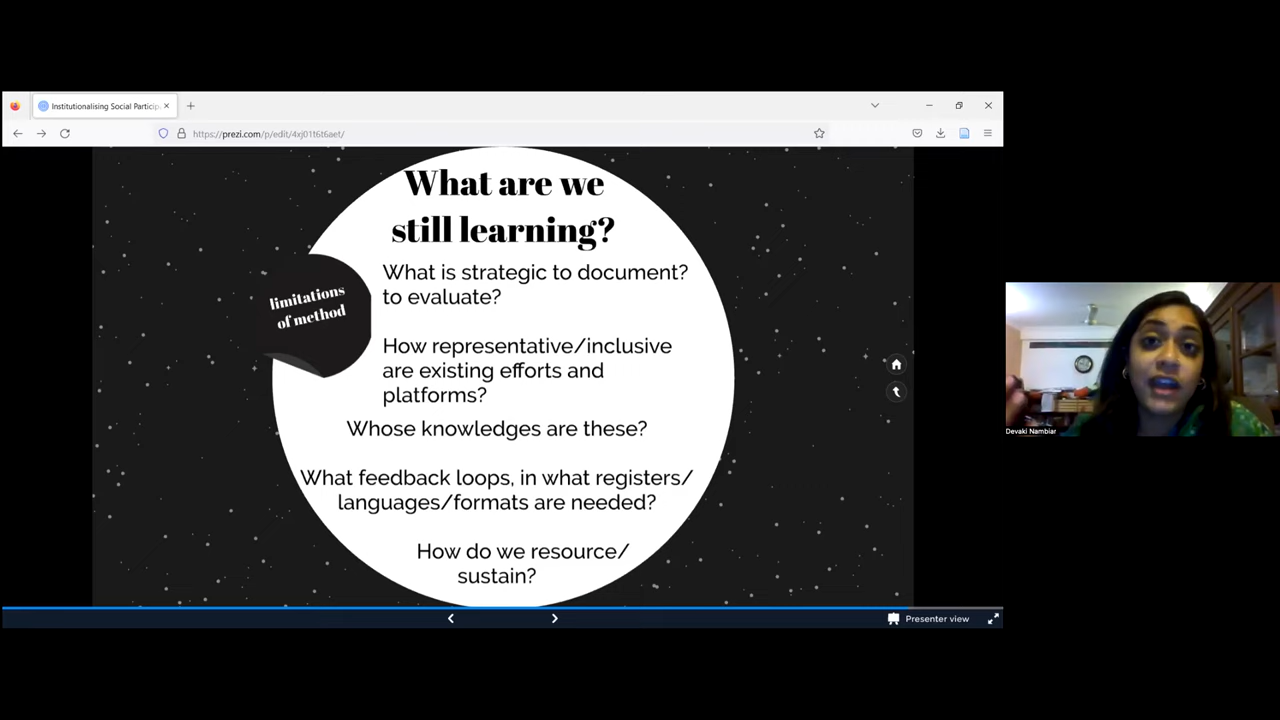 Institutionalising Social Particip
https://prezi.com/p/edit/4xj01t6t6aet/
What are we
still learning?
limitations
of method
What is strategic to document?
to evaluate?
How representative/inclusive
are existing efforts and
platforms?
Whose knowledges are these?
What feedback loops, in what registers/
languages/formats are needed?
How do we resource/
sustain?
Presenter view
Devaki Nambiar